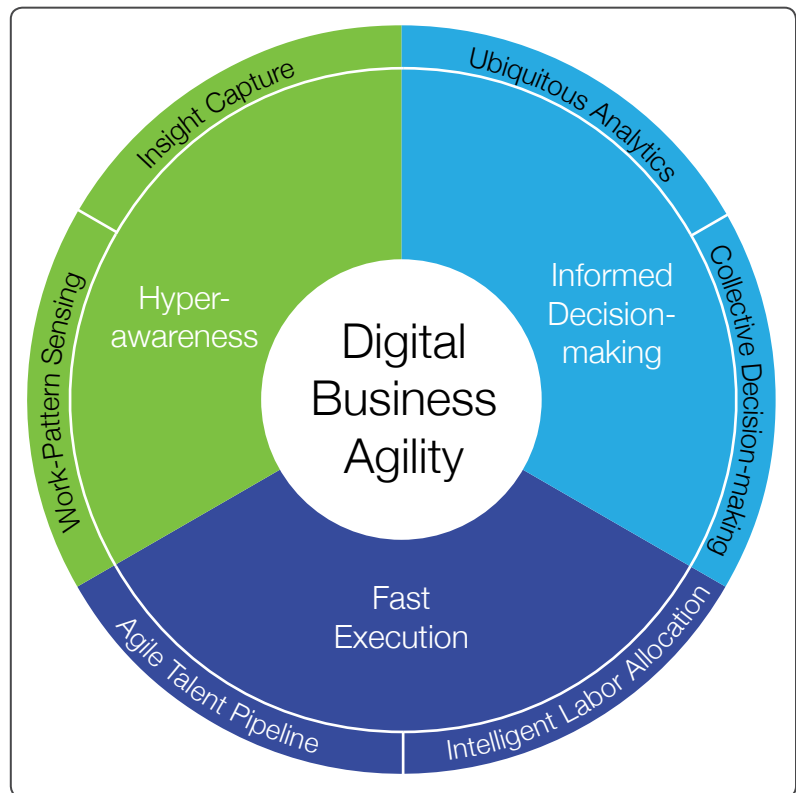 Insight Capture
Ubiquitous Analytics
Work-Pattern Sensing
Collective Decision-making
Hyper-
awareness
Informed
Decision-
making
Digital
Business
Agility
Fast
Execution
Agile Talent Pipeline
Intelligent Labor Allocation